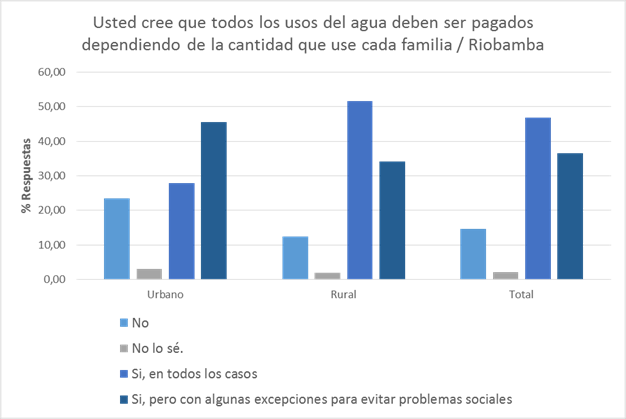 Usted cree que todos los usos del agua deben ser pagados
dependiendo de la cantidad que use cada familia / Riobamba
% Respuestas
60,00
50,00
40,00
30,00
20,00
10,00
0,00
Urbano
Rural
Total
No
No lo sé.
Si, en todos los casos
Si, pero con algunas excepciones para evitar problemas sociales